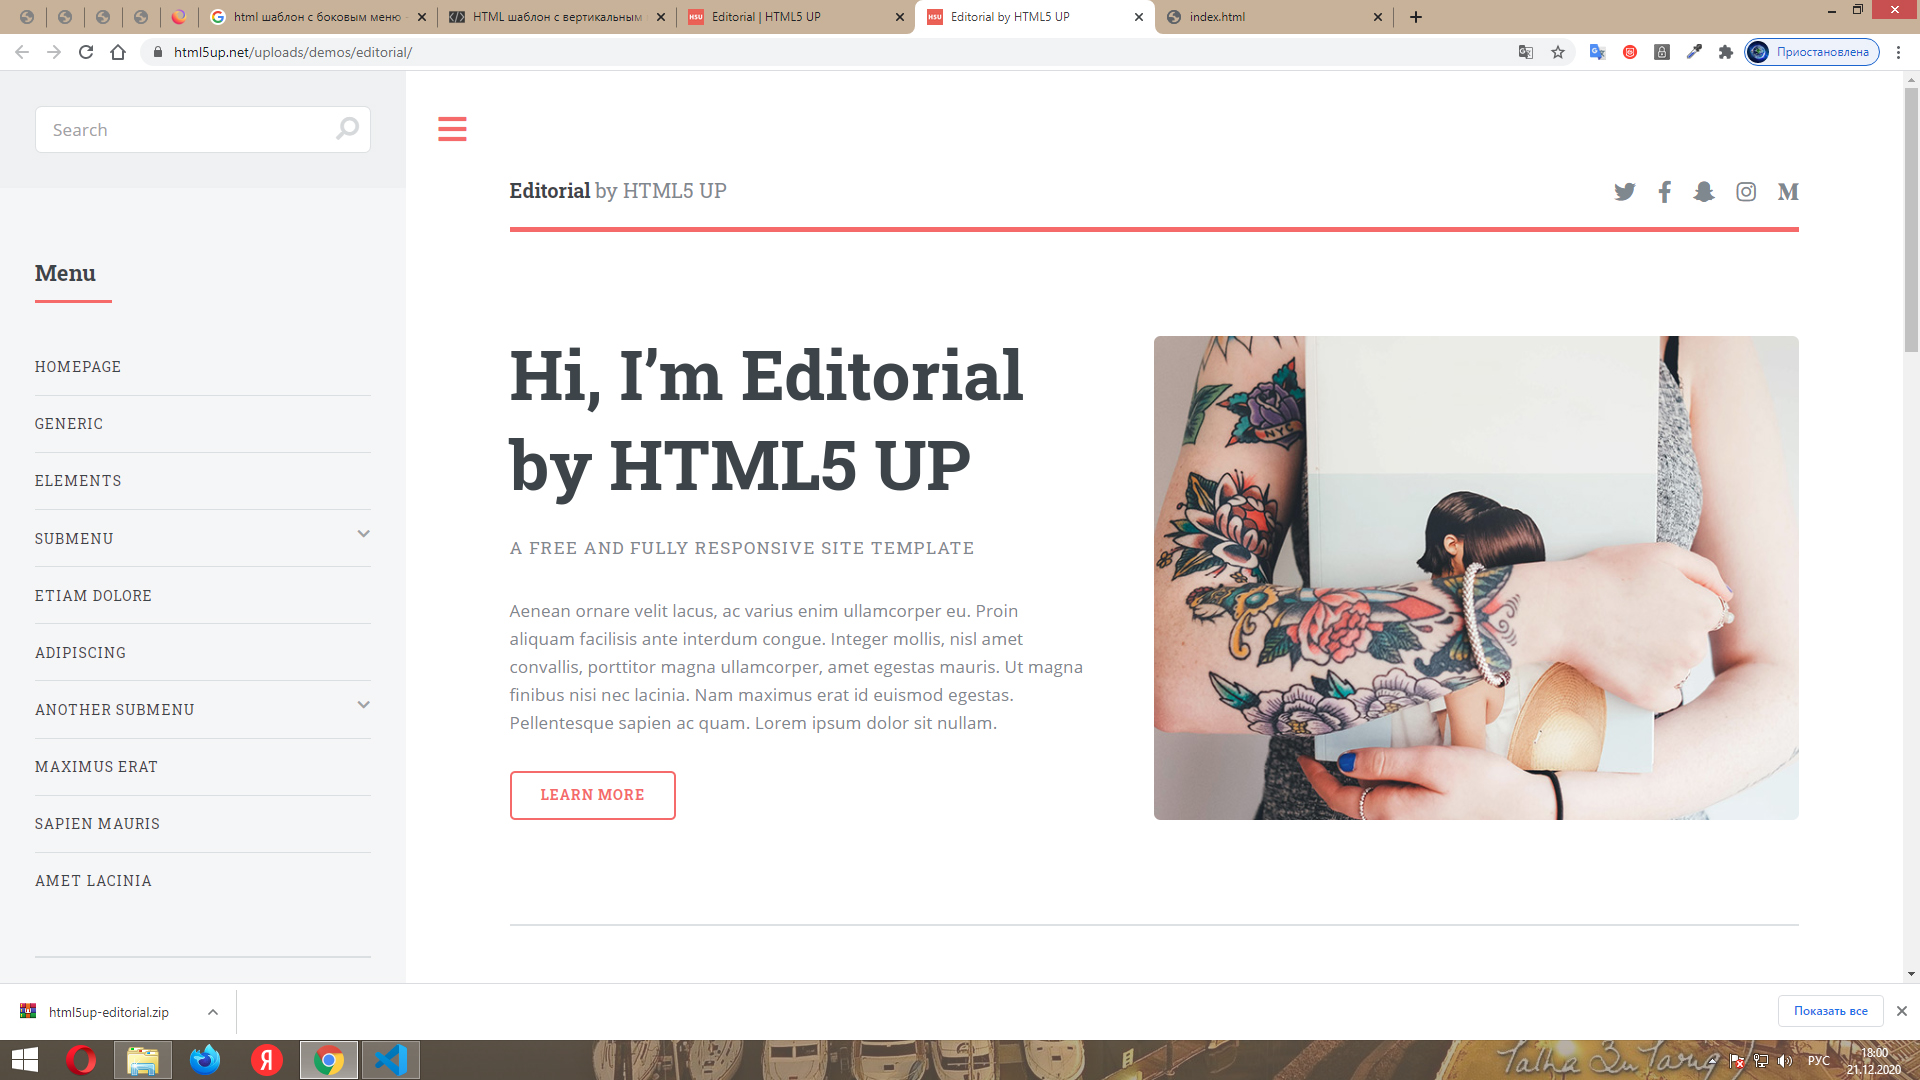 html шаблон с боковым меню
HTML шаблон с вертикальным
Editorial | HTML5 UP
Editorial by HTML5 UP
index.html
html5up.net/uploads/demos/editorial/
Приостановлена
Search
Menu
HOMEPAGE
GENERIC
ELEMENTS
SUBMENU
ETIAM DOLORE
ADIPISCING
ANOTHER SUBMENU
MAXIMUS ERAT
SAPIEN MAURIS
AMET LACINIA
Editorial by HTML5 UP
Hi, I’m Editorial
by HTML5 UP
A FREE AND FULLY RESPONSIVE SITE TEMPLATE
Aenean ornare velit lacus, ac varius enim ullamcorper eu. Proin
aliquam facilisis ante interdum congue. Integer mollis, nisl amet
convallis, porttitor magna ullamcorper, amet egestas mauris. Ut magna
finibus nisi nec lacinia. Nam maximus erat id euismod egestas.
Pellentesque sapien ac quam. Lorem ipsum dolor sit nullam.
LEARN MORE
NYC
html5up-editorial.zip
Показать все
РУС
18:00
21.12.2020